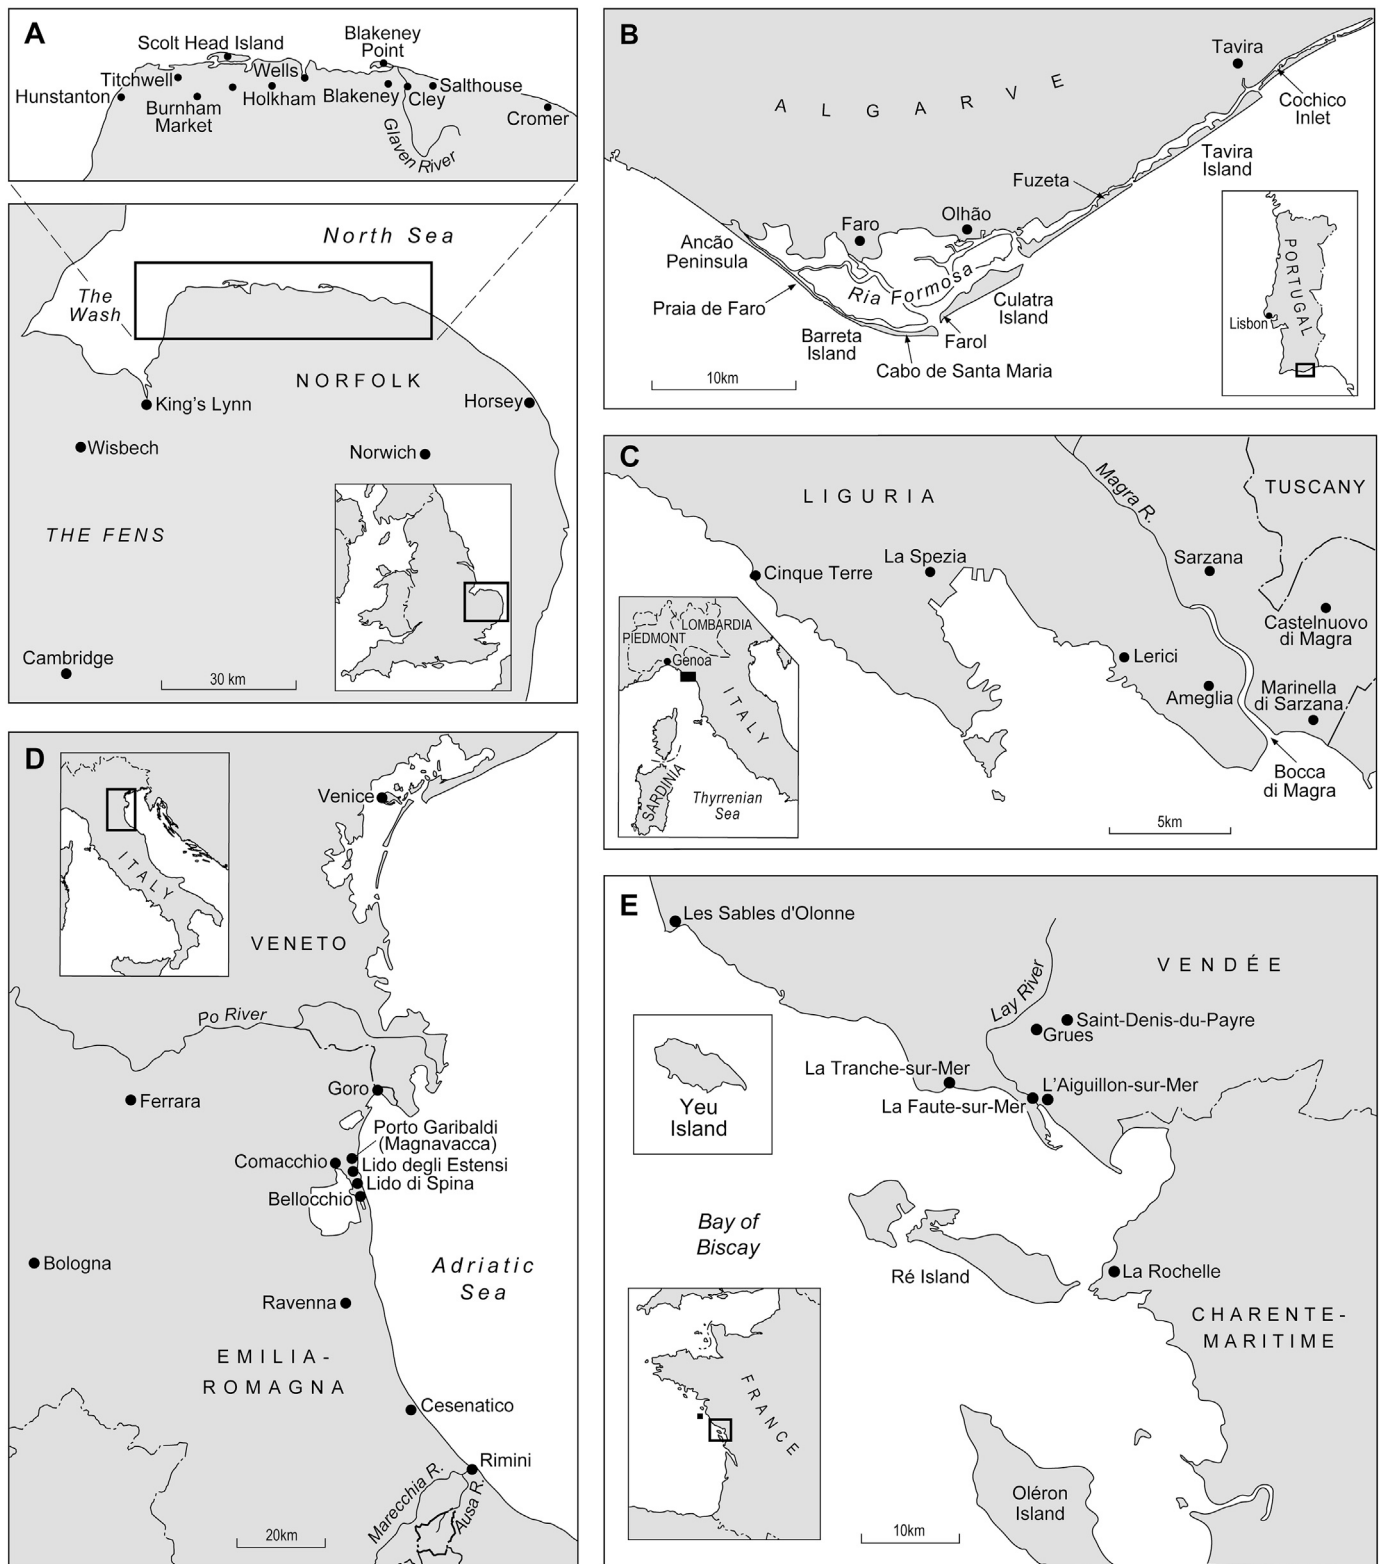 A
Scolt Head Island
Blakeney
Point
Titchwell
Wells
Salthouse
Hunstanton
Burnham
Market
Holkham
Blakeney
Cley
Cromer
Glaven River
North Sea
The
Wash
NORFOLK
King's Lynn
Horsey
Wisbech
Norwich
THE FENS
Cambridge
30 km
B
ALGARVE
Tavira
Cochico
Inlet
Tavira
Island
Fuzeta
Olhão
Faro
Ancão
Peninsula
Ria Formosa
Praia de Faro
Culatra
Island
Barreta
Island
Farol
Cabo de Santa Maria
10km
PORTUGAL
Lisbon
C
LIGURIA
Magra R.
TUSCANY
La Spezia
Sarzana
Cinque Terre
Castelnuovo
di Magra
Lerici
Ameglia
Marinella
di Sarzana
Bocca
di Magra
5km
LOMBARDIA
PIEDMONT
Genoa
ITALY
SARDINIA
Thyrrenian
Sea
D
ITALY
Venice
VENETO
Po River
Goro
Ferrara
Porto Garibaldi
(Magnavacca)
Comacchio
Lido degli Estensi
Lido di Spina
Bellocchio
Bologna
Adriatic
Sea
Ravenna
EMILIA-
ROMAGNA
Cesenatico
Rimini
Marecchia R.
Ausa R.
20km
E
Les Sables d'Olonne
VENDÉE
Lay River
Saint-Denis-du-Payre
Grues
La Tranche-sur-Mer
L'Aiguillon-sur-Mer
La Faute-sur-Mer
Yeu
Island
Bay of
Biscay
Ré Island
La Rochelle
CHARENTE-
MARITIME
FRANCE
Oléron
Island
10km